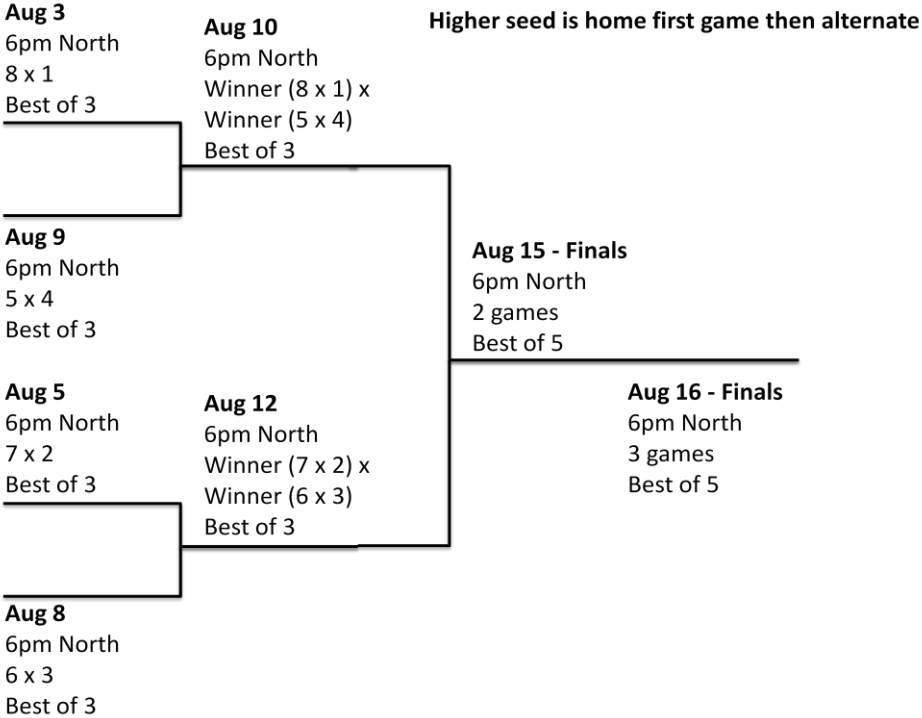 Aug 3
6pm North
8 x 1
Best of 3
Aug 10
6pm North
Winner (8 x 1) x
Winner (5 x 4)
Best of 3
Higher seed is home first game then alternate
Aug 9
6pm North
5 x 4
Best of 3
Aug 15 - Finals
6pm North
2 games
Best of 5
Aug 5
6pm North
7 x 2
Best of 3
Aug 12
6pm North
Winner (7 x 2) x
Winner (6 x 3)
Best of 3
Aug 16 - Finals
6pm North
3 games
Best of 5
Aug 8
6pm North
6 x 3
Best of 3